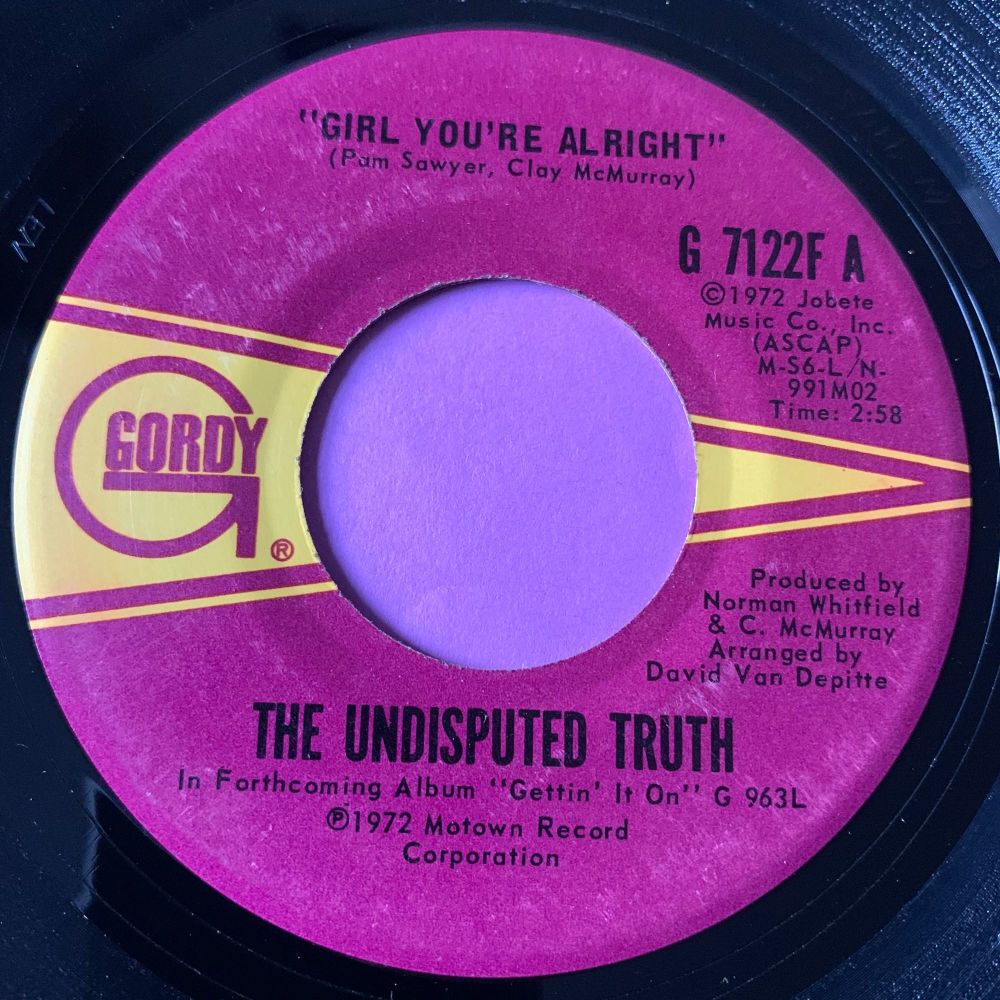 "GIRL YOU'RE ALRIGHT"
(Pam Sawyer, Clay McMurray)
G 7122F A
©1972 Jobete
Music Co., Inc.
(ASCAP)
M-S6-L/N-
991M02
Time: 2:58
GORDY
®
Produced by
Norman Whitfield
& C. McMurray
Arranged by
David Van Depitte
THE UNDISPUTED TRUTH
In Forthcoming Album "Gettin' It On" G 963L
℗1972 Motown Record
Corporation